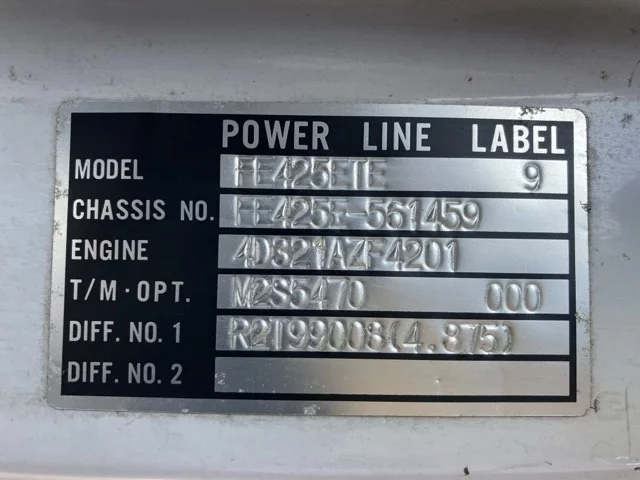 POWER LINE LABEL
MODEL FE425ETE 9
CHASSIS NO. FE425E-561459
ENGINE 4D321AZF4201
T/M·OPT. M2S5470 000
DIFF. NO. 1 R2T99008(4.875)
DIFF. NO. 2